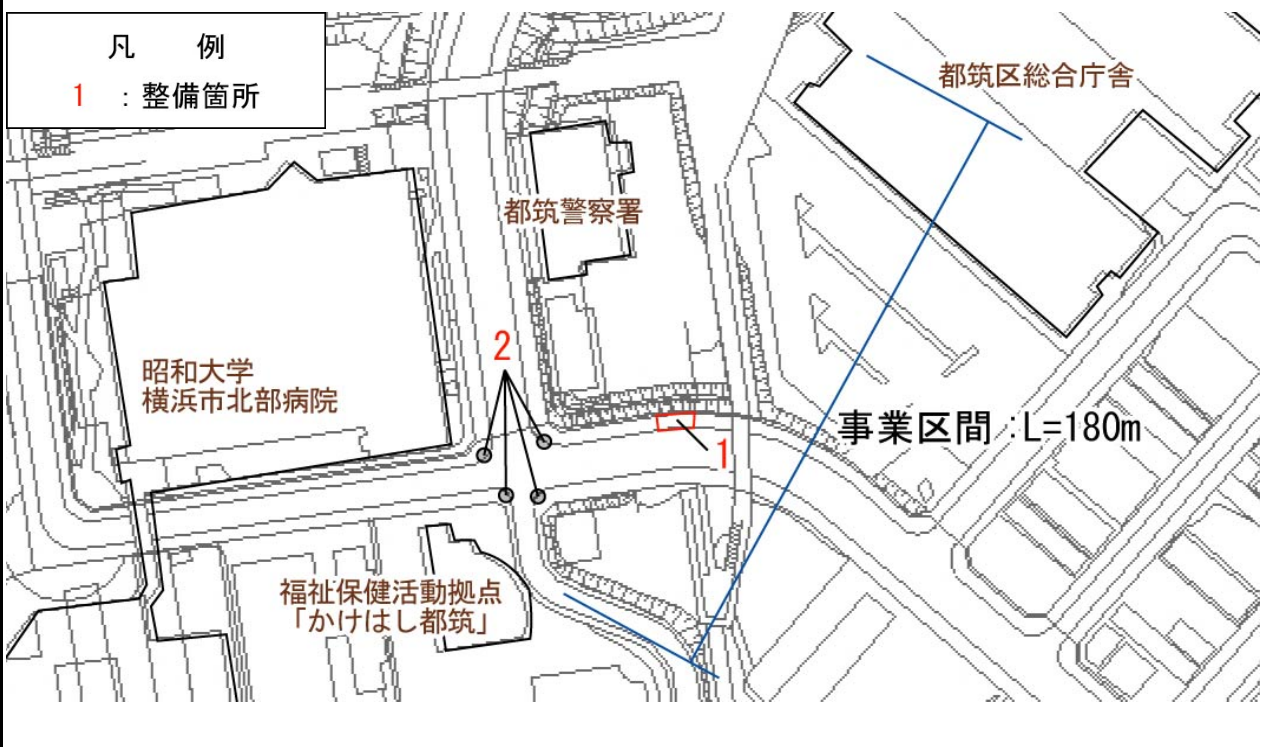 凡 例
1 : 整備箇所
都筑区総合庁舎
都筑警察署
2
昭和大学
横浜市北部病院
1
事業区間:L=180m
福祉保健活動拠点
「かけはし都筑」